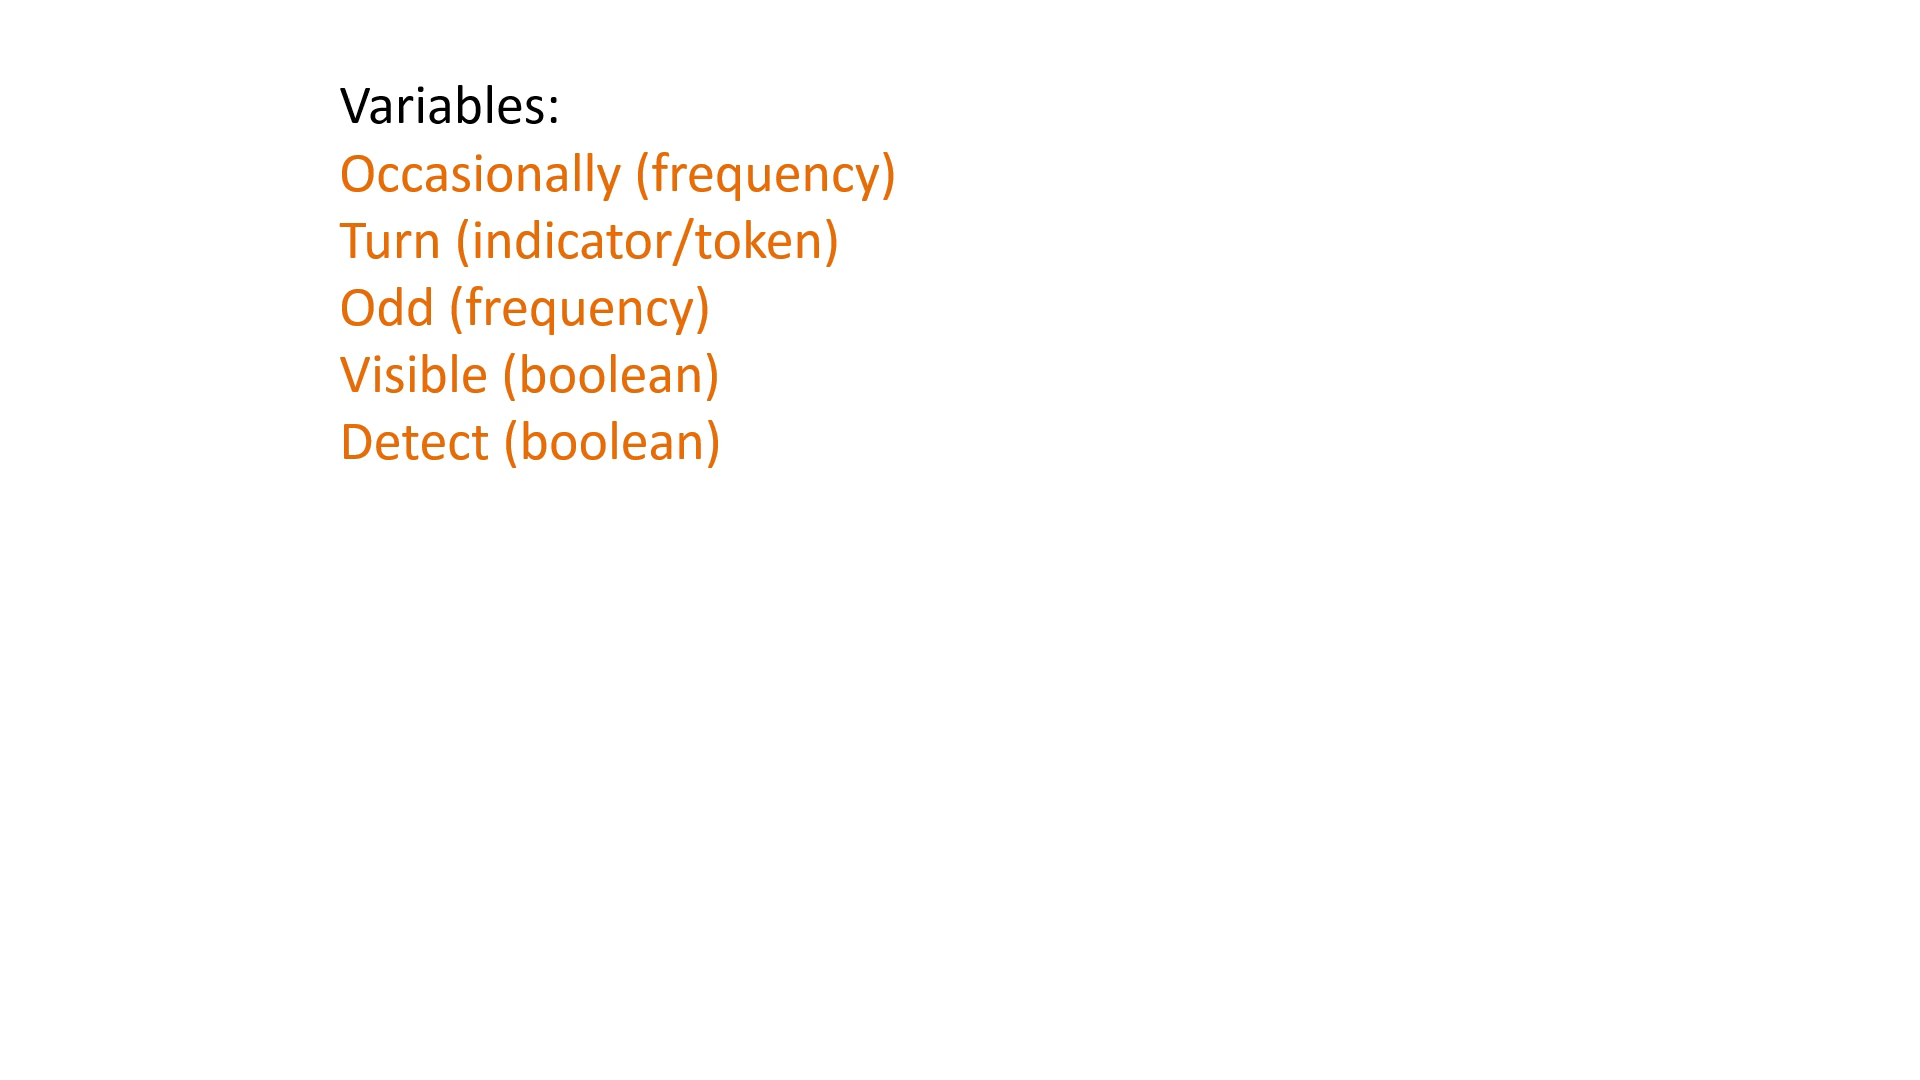 Variables:
Occasionally (frequency)
Turn (indicator/token)
Odd (frequency)
Visible (boolean)
Detect (boolean)